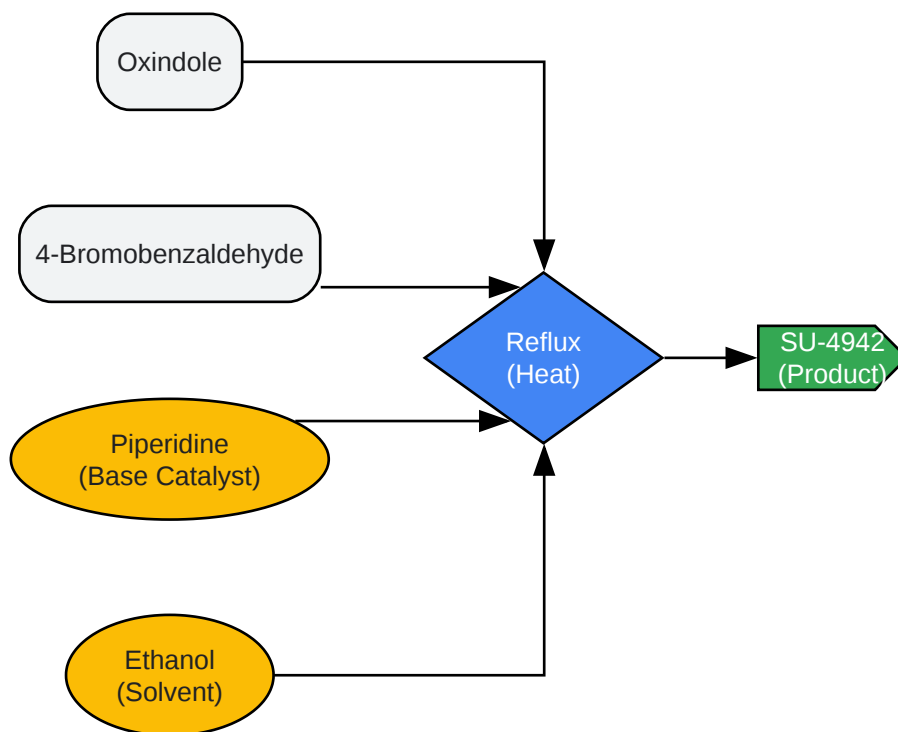 Oxindole
4-Bromobenzaldehyde
Reflux
(Heat)
SU-4942
(Product)
Piperidine
(Base Catalyst)
Ethanol
(Solvent)